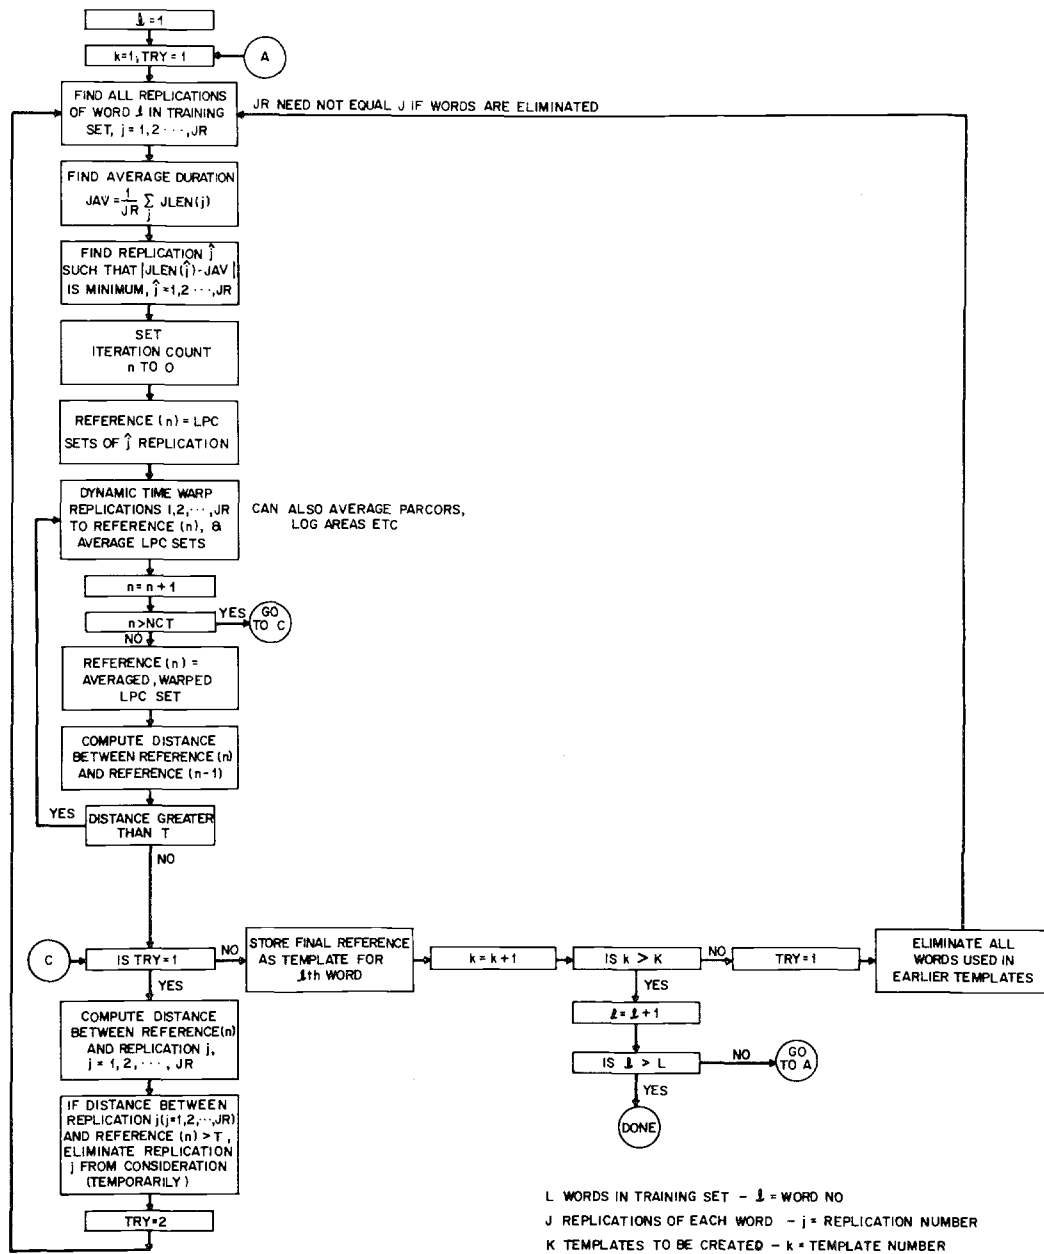 ℓ = 1
k=1, TRY = 1
A
FIND ALL REPLICATIONS
OF WORD ℓ IN TRAINING
SET, j = 1,2 ···,JR
JR NEED NOT EQUAL J IF WORDS ARE ELIMINATED
FIND AVERAGE DURATION
JAV = 1/JR ∑j JLEN(j)
FIND REPLICATION ĵ
SUCH THAT |JLEN(ĵ)-JAV|
IS MINIMUM, ĵ=1,2 ···,JR
SET
ITERATION COUNT
n TO 0
REFERENCE (n) = LPC
SETS OF ĵ REPLICATION
DYNAMIC TIME WARP
REPLICATIONS 1,2,···,JR
TO REFERENCE (n), &
AVERAGE LPC SETS
CAN ALSO AVERAGE PARCORS,
LOG AREAS ETC
n = n + 1
n>NCT
YES
GO
TO C
NO
REFERENCE (n) =
AVERAGED, WARPED
LPC SET
COMPUTE DISTANCE
BETWEEN REFERENCE (n)
AND REFERENCE (n-1)
YES
DISTANCE GREATER
THAN T
NO
C
IS TRY=1
NO
STORE FINAL REFERENCE
AS TEMPLATE FOR
ℓth WORD
k = k + 1
IS k > K
NO
TRY=1
ELIMINATE ALL
WORDS USED IN
EARLIER TEMPLATES
YES
YES
COMPUTE DISTANCE
BETWEEN REFERENCE(n)
AND REPLICATION j,
j = 1,2, ···, JR
ℓ = ℓ + 1
IS ℓ > L
NO
GO
TO A
YES
DONE
IF DISTANCE BETWEEN
REPLICATION j(j=1,2,···,JR)
AND REFERENCE (n) > T,
ELIMINATE REPLICATION
j FROM CONSIDERATION
(TEMPORARILY)
TRY=2
L WORDS IN TRAINING SET – ℓ = WORD NO
J REPLICATIONS OF EACH WORD – j = REPLICATION NUMBER
K TEMPLATES TO BE CREATED – k = TEMPLATE NUMBER